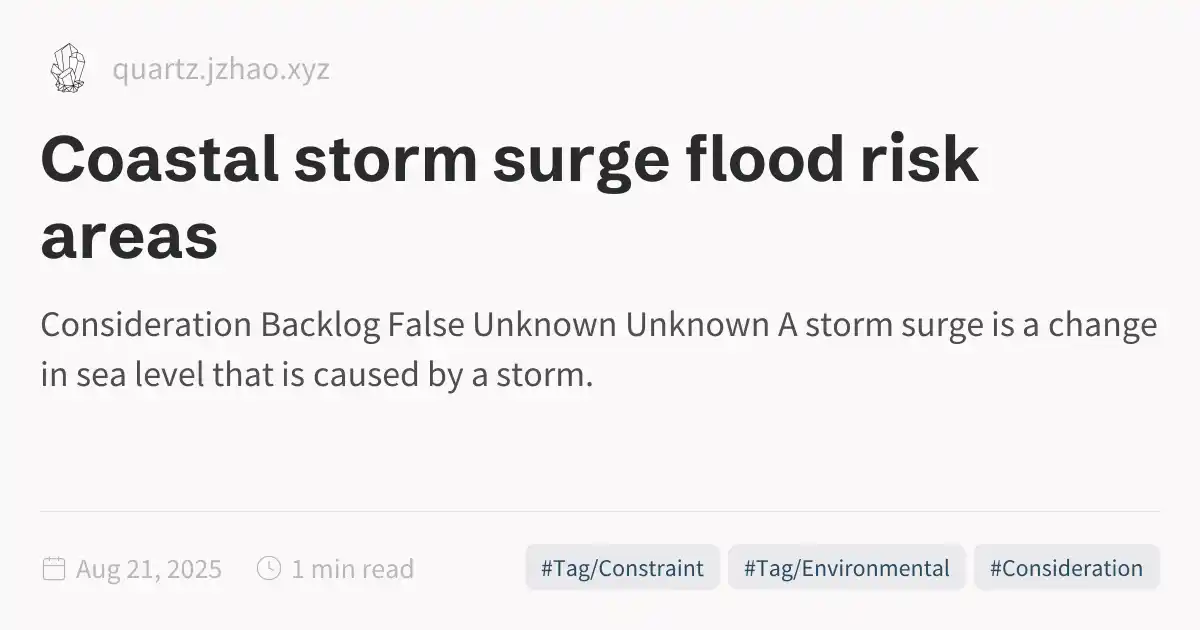 quartz.jzhao.xyz
Coastal storm surge flood risk
areas
Consideration Backlog False Unknown Unknown A storm surge is a change
in sea level that is caused by a storm.
Aug 21, 2025 1 min read #Tag/Constraint #Tag/Environmental #Consideration